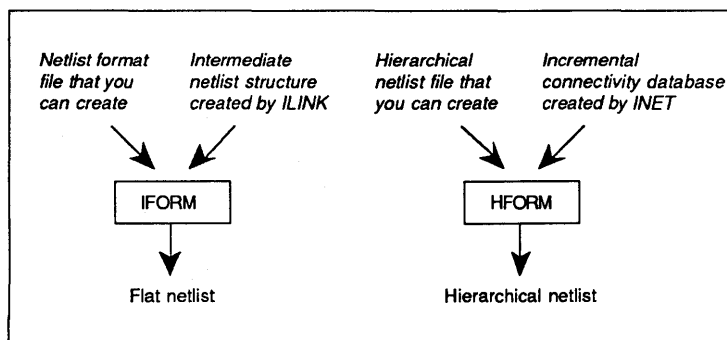 Netlist format
file that you
can create
Intermediate
netlist structure
created by ILINK
Hierarchical
netlist file that
you can create
Incremental
connectivity database
created by INET
IFORM
HFORM
Flat netlist
Hierarchical netlist